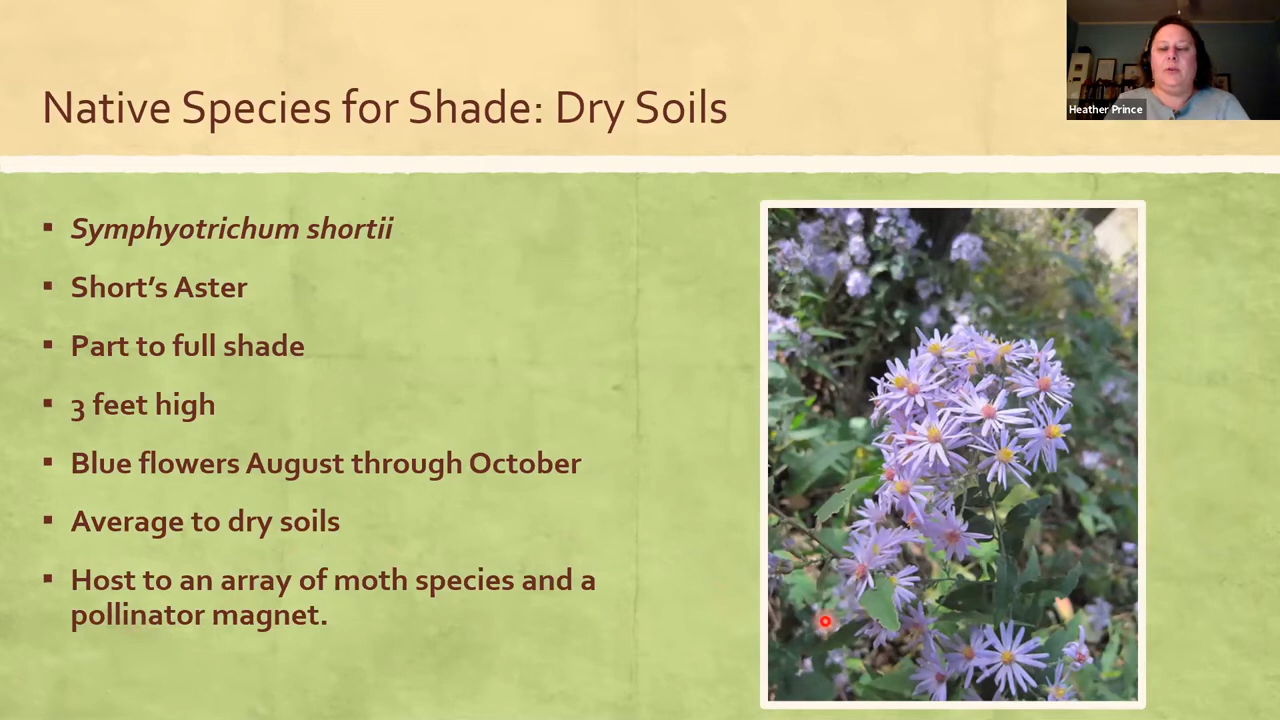 Native Species for Shade: Dry Soils
Heather Prince
▪ Symphyotrichum shortii
▪ Short’s Aster
▪ Part to full shade
▪ 3 feet high
▪ Blue flowers August through October
▪ Average to dry soils
▪ Host to an array of moth species and a
pollinator magnet.